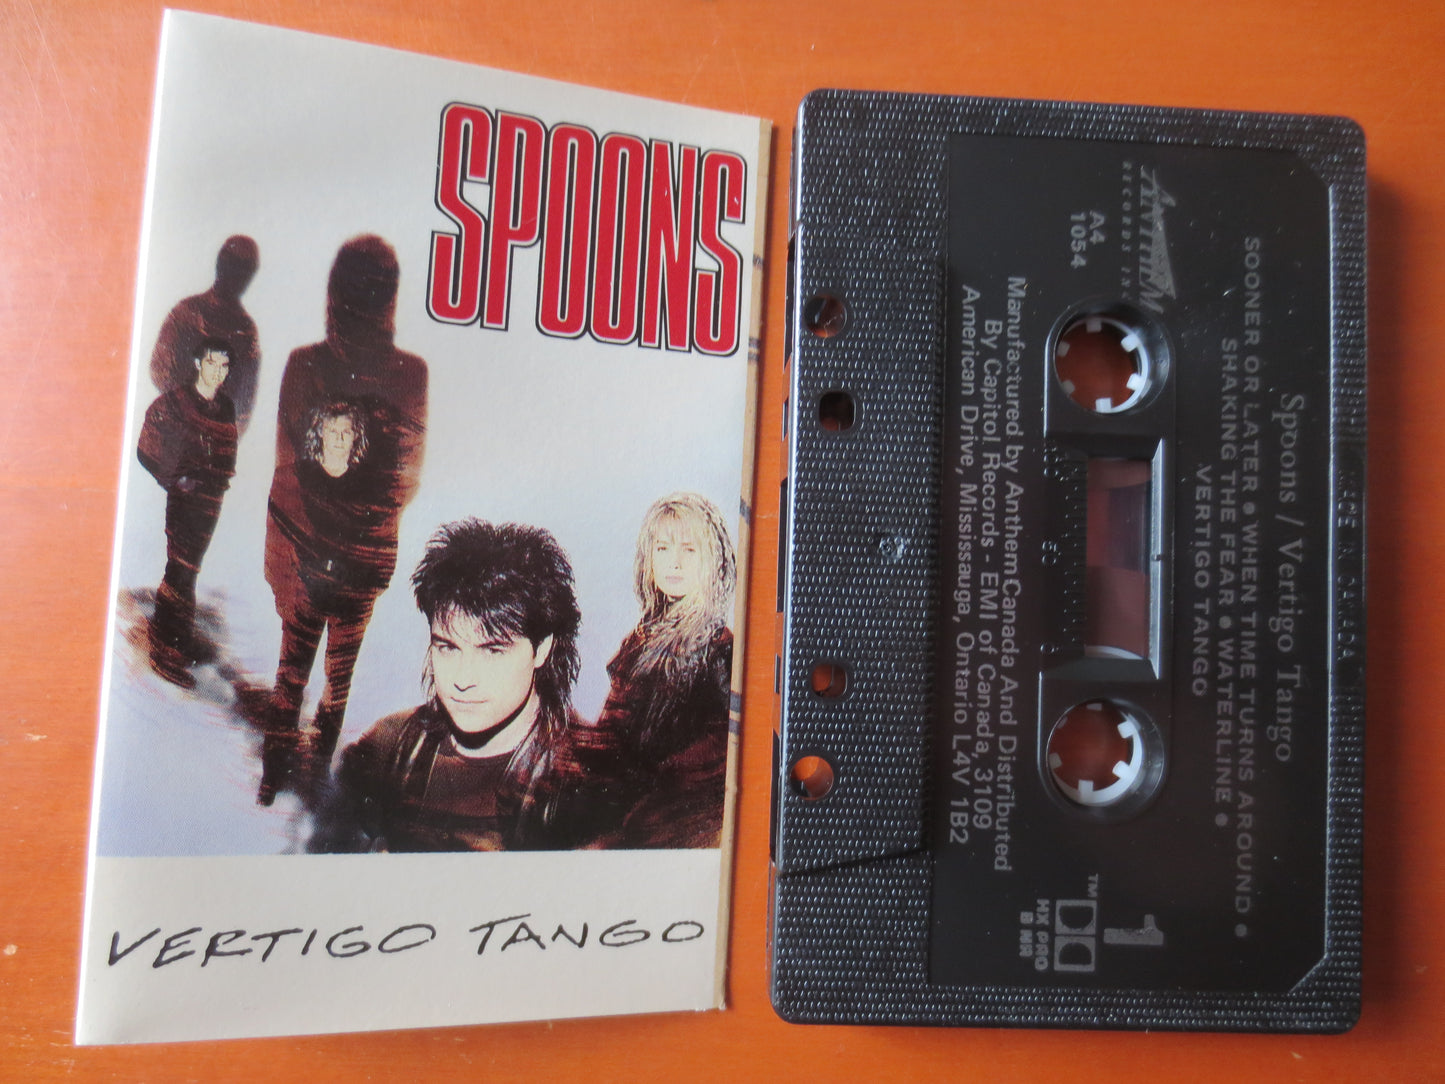 SPOONS
VERTIGO TANGO
ANTHEM
RECORDS INC
A4
1054
Spoons / Vertigo Tango
SOONER OR LATER • WHEN TIME TURNS AROUND •
SHAKING THE FEAR • WATERLINE •
VERTIGO TANGO
Manufactured by Anthem Canada And Distributed
By Capitol Records - EMI of Canada, 3109
American Drive, Mississauga, Ontario L4V 1B2
1
TM
HX PRO